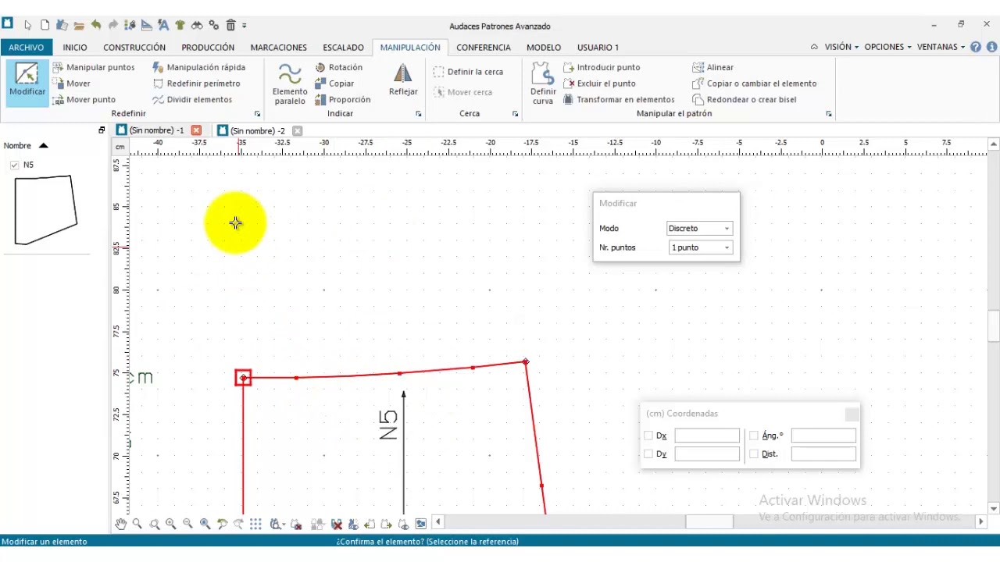 Audaces Patrones Avanzado
ARCHIVO INICIO CONSTRUCCIÓN PRODUCCIÓN MARCACIONES ESCALADO MANIPULACIÓN CONFERENCIA MODELO USUARIO 1 VISIÓN OPCIONES VENTANAS
Modificar
Manipular puntos
Mover
Mover punto
Manipulación rápida
Redefinir perímetro
Dividir elementos
Redefinir
Elemento
paralelo
Rotación
Copiar
Proporción
Reflejar
Indicar
Definir la cerca
Mover cerca
Cerca
Definir
curva
Introducir punto
Excluir el punto
Transformar en elementos
Alinear
Copiar o cambiar el elemento
Redondear o crear bisel
Manipular el patrón
(Sin nombre) -1 (Sin nombre) -2
Nombre
N5
cm -40 -37.5 -35 -32.5 -30 -27.5 -25 -22.5 -20 -17.5 -15 -12.5 -10 -7.5 -5 -2.5 0 2.5 5 7.5
87.5
85
82.5
80
77.5
75
72.5
70
67.5
Modificar
Modo Discreto
Nr. puntos 1 punto
cm
N5
(cm) Coordenadas
Dx Áng.°
Dy Dist.
Activar Windows
Ve a Configuración para activar Windows.
Modificar un elemento ¿Confirma el elemento? (Seleccione la referencia)